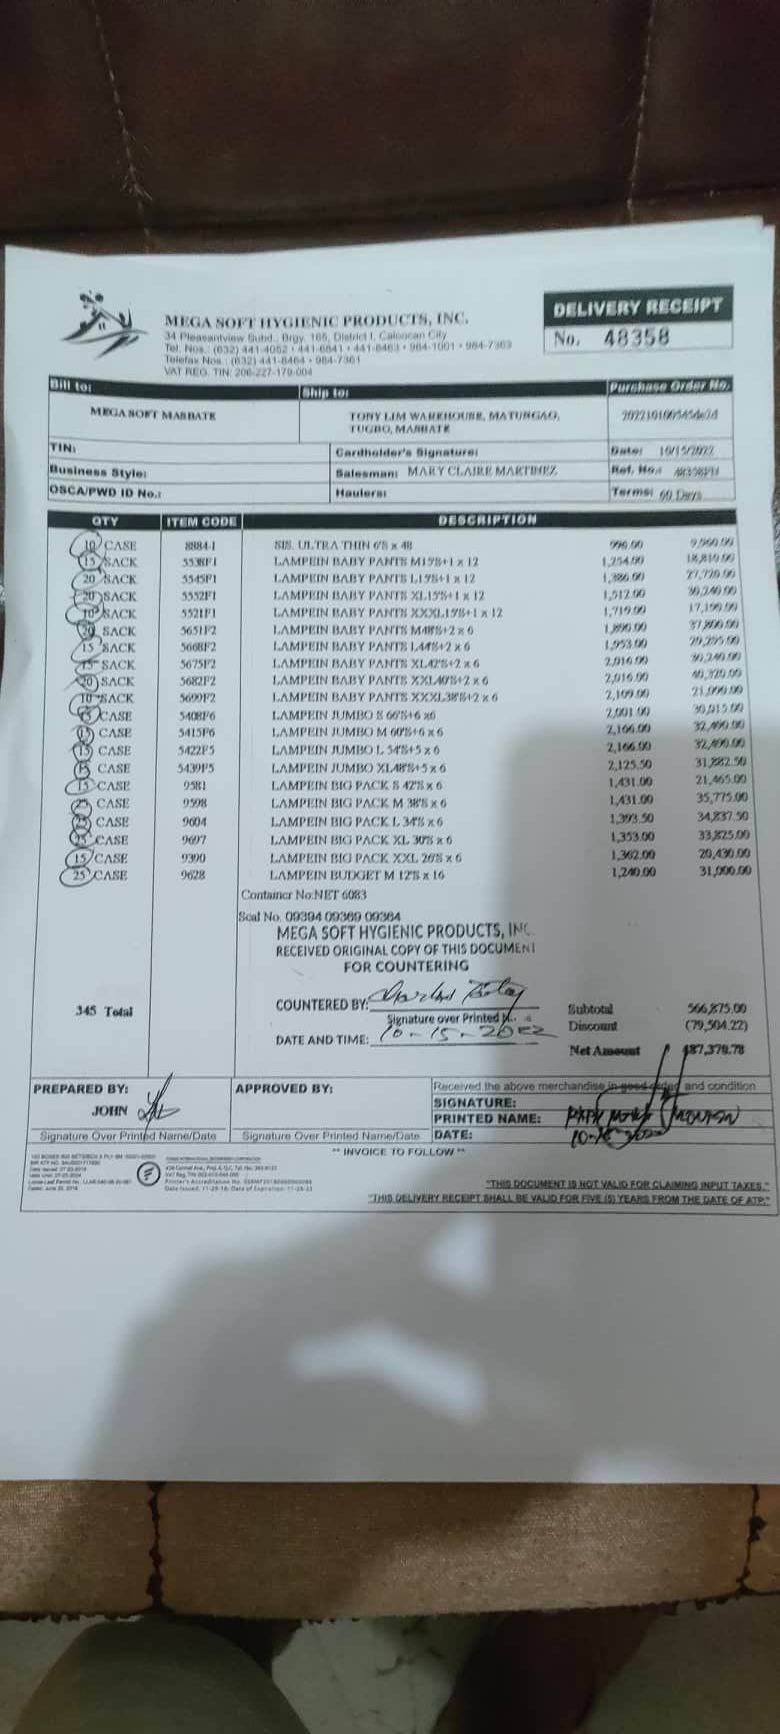 DELIVERY RECEIPT
No. 48358
MEGA SOFT HYGIENIC PRODUCTS, INC.
34 Pleasantview Subd., Brgy. 165, District I, Caloocan City
Tel. Nos.: (632) 441-4052 • 441-6841 • 441-8463 • 984-1001 • 984-7363
Telefax Nos.: (632) 441-8464 • 984-7361
VAT REG. TIN: 206-227-179-004
Bill to: Ship to: Purchase Order No.
MEGASOFT MASBATE TONY LIM WAREHOUSE, MATUNGAO, TUGBO, MASBATE
TIN: Cardholder's Signature: Date: 10/15/2022
Business Style: Salesman: MARY CLAIRE MARTINEZ Ref. No.:
OSCA/PWD ID No.: Haulers: Terms: 60 Days
QTY ITEM CODE DESCRIPTION
10 CASE 8884-1 SIS. ULTRA THIN 6'S x 48 996.00 9,960.00
15 SACK 5538F1 LAMPEIN BABY PANTS M19S+1 x 12 1,254.00 18,810.00
20 SACK 5545F1 LAMPEIN BABY PANTS L19S+1 x 12 1,386.00 27,720.00
20 SACK 5552F1 LAMPEIN BABY PANTS XL19S+1 x 12 1,512.00 30,240.00
10 SACK 5521F1 LAMPEIN BABY PANTS XXXL19S+1 x 12 1,719.00 17,190.00
20 SACK 5651F2 LAMPEIN BABY PANTS M48'S+2 x 6 1,890.00 37,800.00
15 SACK 5668F2 LAMPEIN BABY PANTS L44'S+2 x 6 1,953.00 29,295.00
15 SACK 5675F2 LAMPEIN BABY PANTS XL42'S+2 x 6 2,016.00 30,240.00
20 SACK 5682F2 LAMPEIN BABY PANTS XXL40'S+2 x 6 2,016.00 40,320.00
10 SACK 5699F2 LAMPEIN BABY PANTS XXXL38'S+2 x 6 2,109.00 21,090.00
15 CASE 5408F6 LAMPEIN JUMBO S 66'S+6 x6 2,001.00 30,015.00
15 CASE 5415F6 LAMPEIN JUMBO M 60'S+6 x 6 2,166.00 32,490.00
15 CASE 5422F5 LAMPEIN JUMBO L 54'S+5 x 6 2,166.00 32,490.00
15 CASE 5439F5 LAMPEIN JUMBO XL48'S+5 x 6 2,125.50 31,882.50
15 CASE 9581 LAMPEIN BIG PACK S 42'S x 6 1,431.00 21,465.00
25 CASE 9598 LAMPEIN BIG PACK M 38'S x 6 1,431.00 35,775.00
25 CASE 9604 LAMPEIN BIG PACK L 34'S x 6 1,393.50 34,837.50
25 CASE 9697 LAMPEIN BIG PACK XL 30'S x 6 1,353.00 33,825.00
15 CASE 9390 LAMPEIN BIG PACK XXL 26'S x 6 1,362.00 20,430.00
25 CASE 9628 LAMPEIN BUDGET M 12'S x 16 1,240.00 31,000.00
Container No:NET 6083
Seal No. 09394 09369 09364
MEGA SOFT HYGIENIC PRODUCTS, INC.
RECEIVED ORIGINAL COPY OF THIS DOCUMENT
FOR COUNTERING
COUNTERED BY:
Signature over Printed N
DATE AND TIME: 10-15-2022
345 Total
Subtotal 566,875.00
Discount (79,504.22)
Net Amount 487,370.78
PREPARED BY: APPROVED BY: Received the above merchandise in good order and condition
JOHN SIGNATURE:
PRINTED NAME:
DATE:
Signature Over Printed Name/Date Signature Over Printed Name/Date
** INVOICE TO FOLLOW **
"THIS DOCUMENT IS NOT VALID FOR CLAIMING INPUT TAXES."
"THIS DELIVERY RECEIPT SHALL BE VALID FOR FIVE (5) YEARS FROM THE DATE OF ATP."